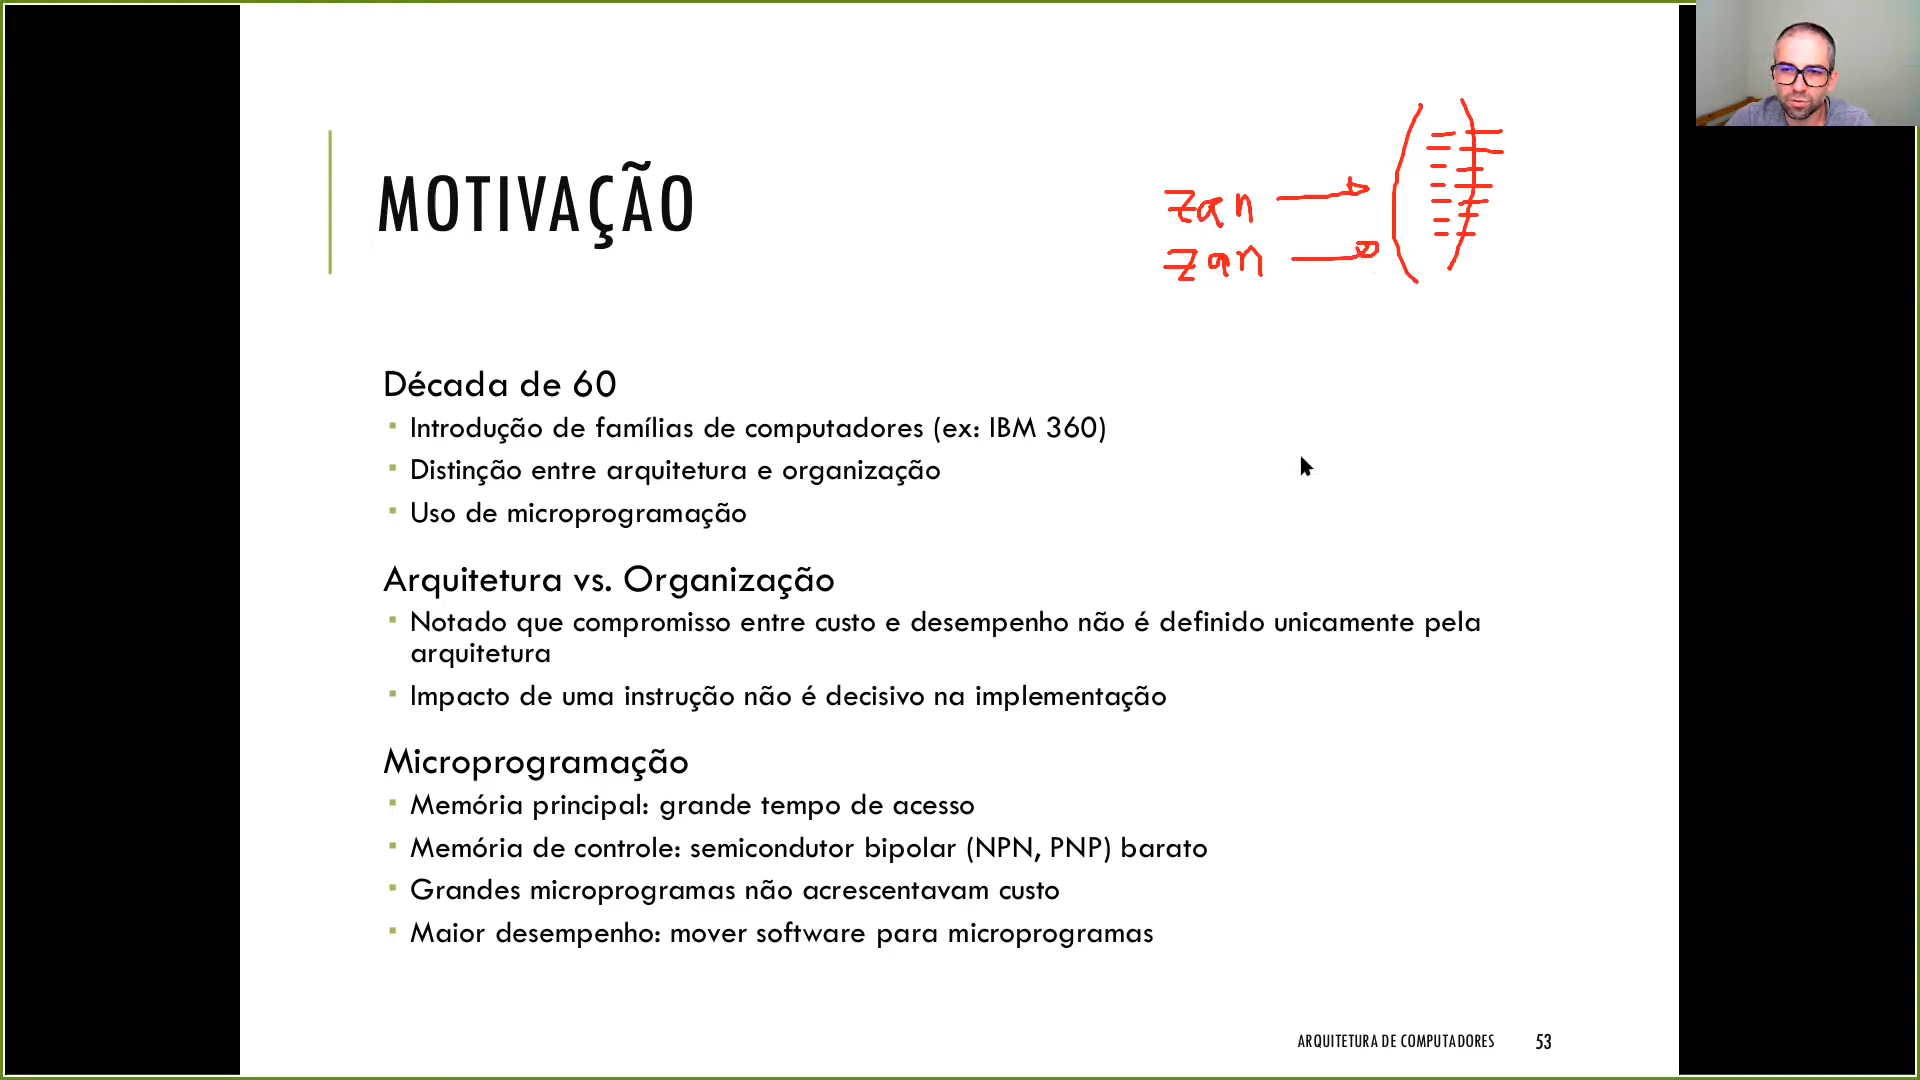 MOTIVAÇÃO
zan
zan
Década de 60
Introdução de famílias de computadores (ex: IBM 360)
Distinção entre arquitetura e organização
Uso de microprogramação
Arquitetura vs. Organização
Notado que compromisso entre custo e desempenho não é definido unicamente pela
arquitetura
Impacto de uma instrução não é decisivo na implementação
Microprogramação
Memória principal: grande tempo de acesso
Memória de controle: semicondutor bipolar (NPN, PNP) barato
Grandes microprogramas não acrescentavam custo
Maior desempenho: mover software para microprogramas
ARQUITETURA DE COMPUTADORES 53